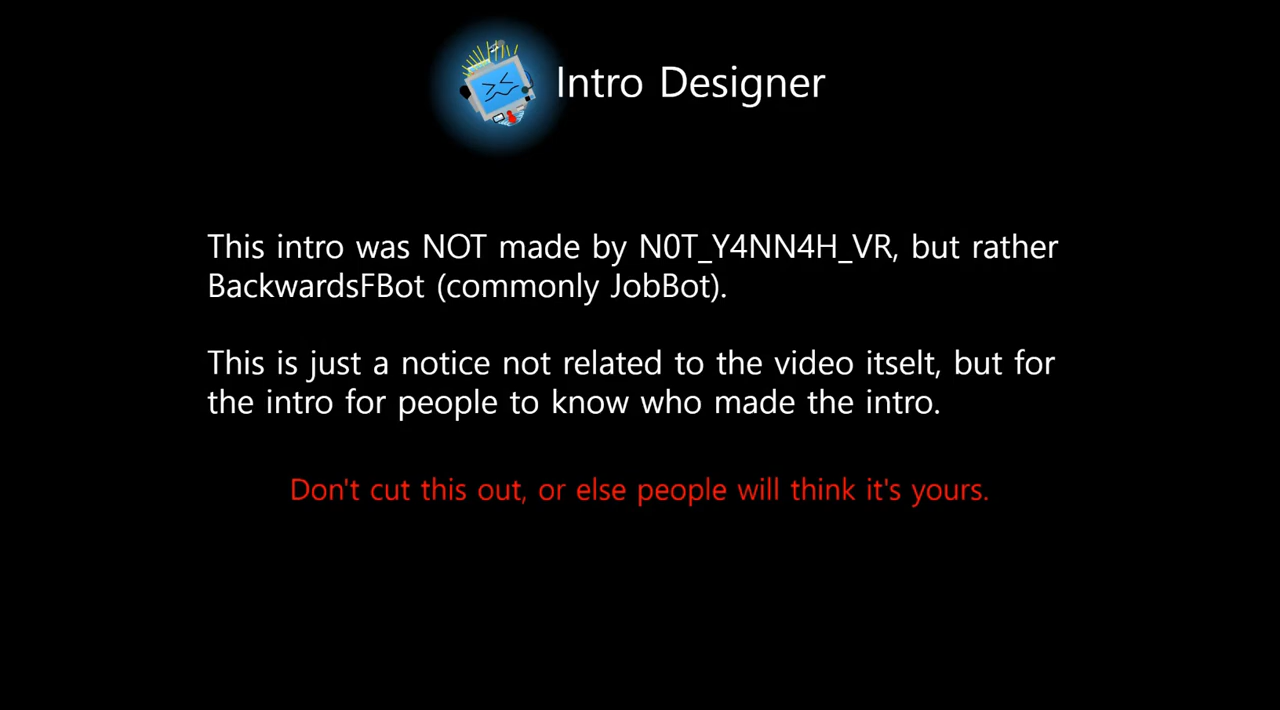 Intro Designer
This intro was NOT made by N0T_Y4NN4H_VR, but rather
BackwardsFBot (commonly JobBot).
This is just a notice not related to the video itselt, but for
the intro for people to know who made the intro.
Don't cut this out, or else people will think it's yours.